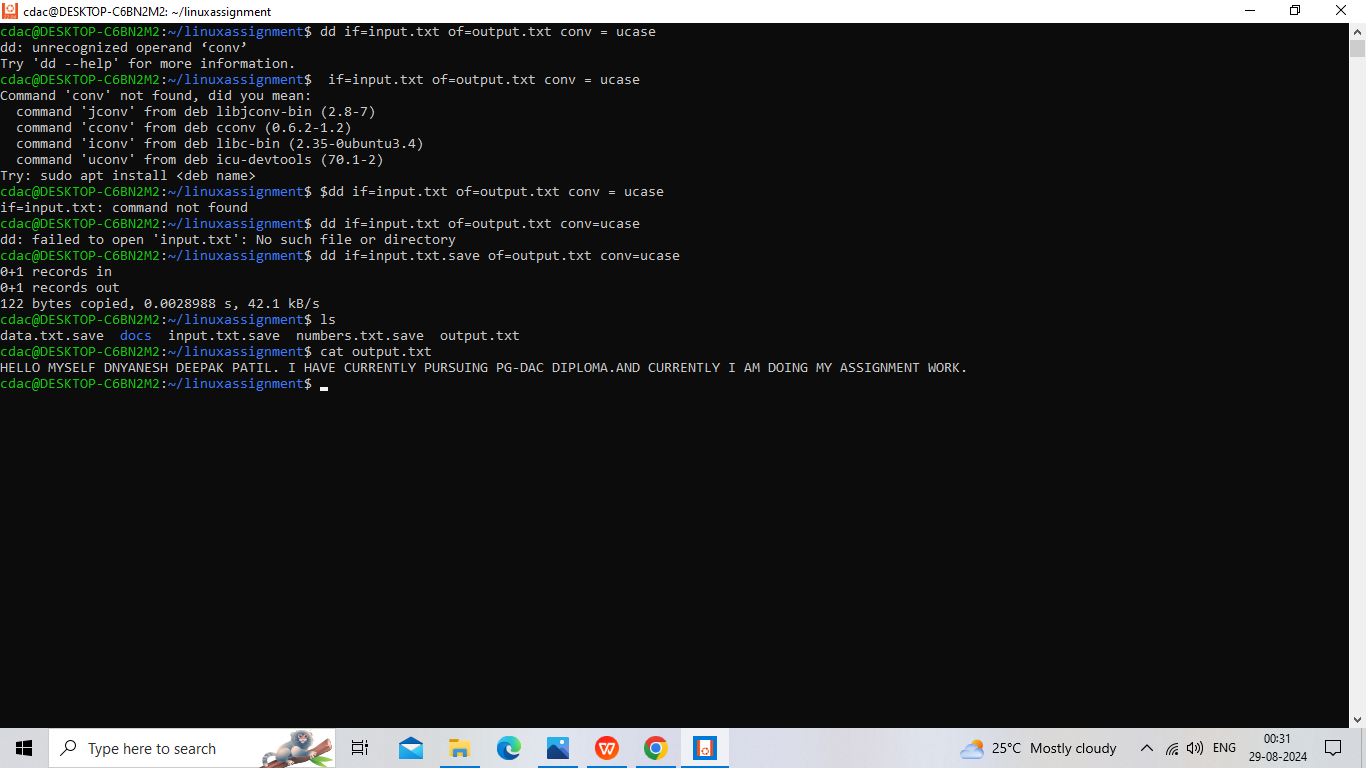 cdac@DESKTOP-C6BN2M2: ~/linuxassignment
cdac@DESKTOP-C6BN2M2:~/linuxassignment$ dd if=input.txt of=output.txt conv = ucase
dd: unrecognized operand ‘conv’
Try 'dd --help' for more information.
cdac@DESKTOP-C6BN2M2:~/linuxassignment$  if=input.txt of=output.txt conv = ucase
Command 'conv' not found, did you mean:
  command 'jconv' from deb libjconv-bin (2.8-7)
  command 'cconv' from deb cconv (0.6.2-1.2)
  command 'iconv' from deb libc-bin (2.35-0ubuntu3.4)
  command 'uconv' from deb icu-devtools (70.1-2)
Try: sudo apt install <deb name>
cdac@DESKTOP-C6BN2M2:~/linuxassignment$ $dd if=input.txt of=output.txt conv = ucase
if=input.txt: command not found
cdac@DESKTOP-C6BN2M2:~/linuxassignment$ dd if=input.txt of=output.txt conv=ucase
dd: failed to open 'input.txt': No such file or directory
cdac@DESKTOP-C6BN2M2:~/linuxassignment$ dd if=input.txt.save of=output.txt conv=ucase
0+1 records in
0+1 records out
122 bytes copied, 0.0028988 s, 42.1 kB/s
cdac@DESKTOP-C6BN2M2:~/linuxassignment$ ls
data.txt.save  docs  input.txt.save  numbers.txt.save  output.txt
cdac@DESKTOP-C6BN2M2:~/linuxassignment$ cat output.txt
HELLO MYSELF DNYANESH DEEPAK PATIL. I HAVE CURRENTLY PURSUING PG-DAC DIPLOMA.AND CURRENTLY I AM DOING MY ASSIGNMENT WORK.
cdac@DESKTOP-C6BN2M2:~/linuxassignment$
Type here to search
25°C Mostly cloudy
ENG
00:31
29-08-2024